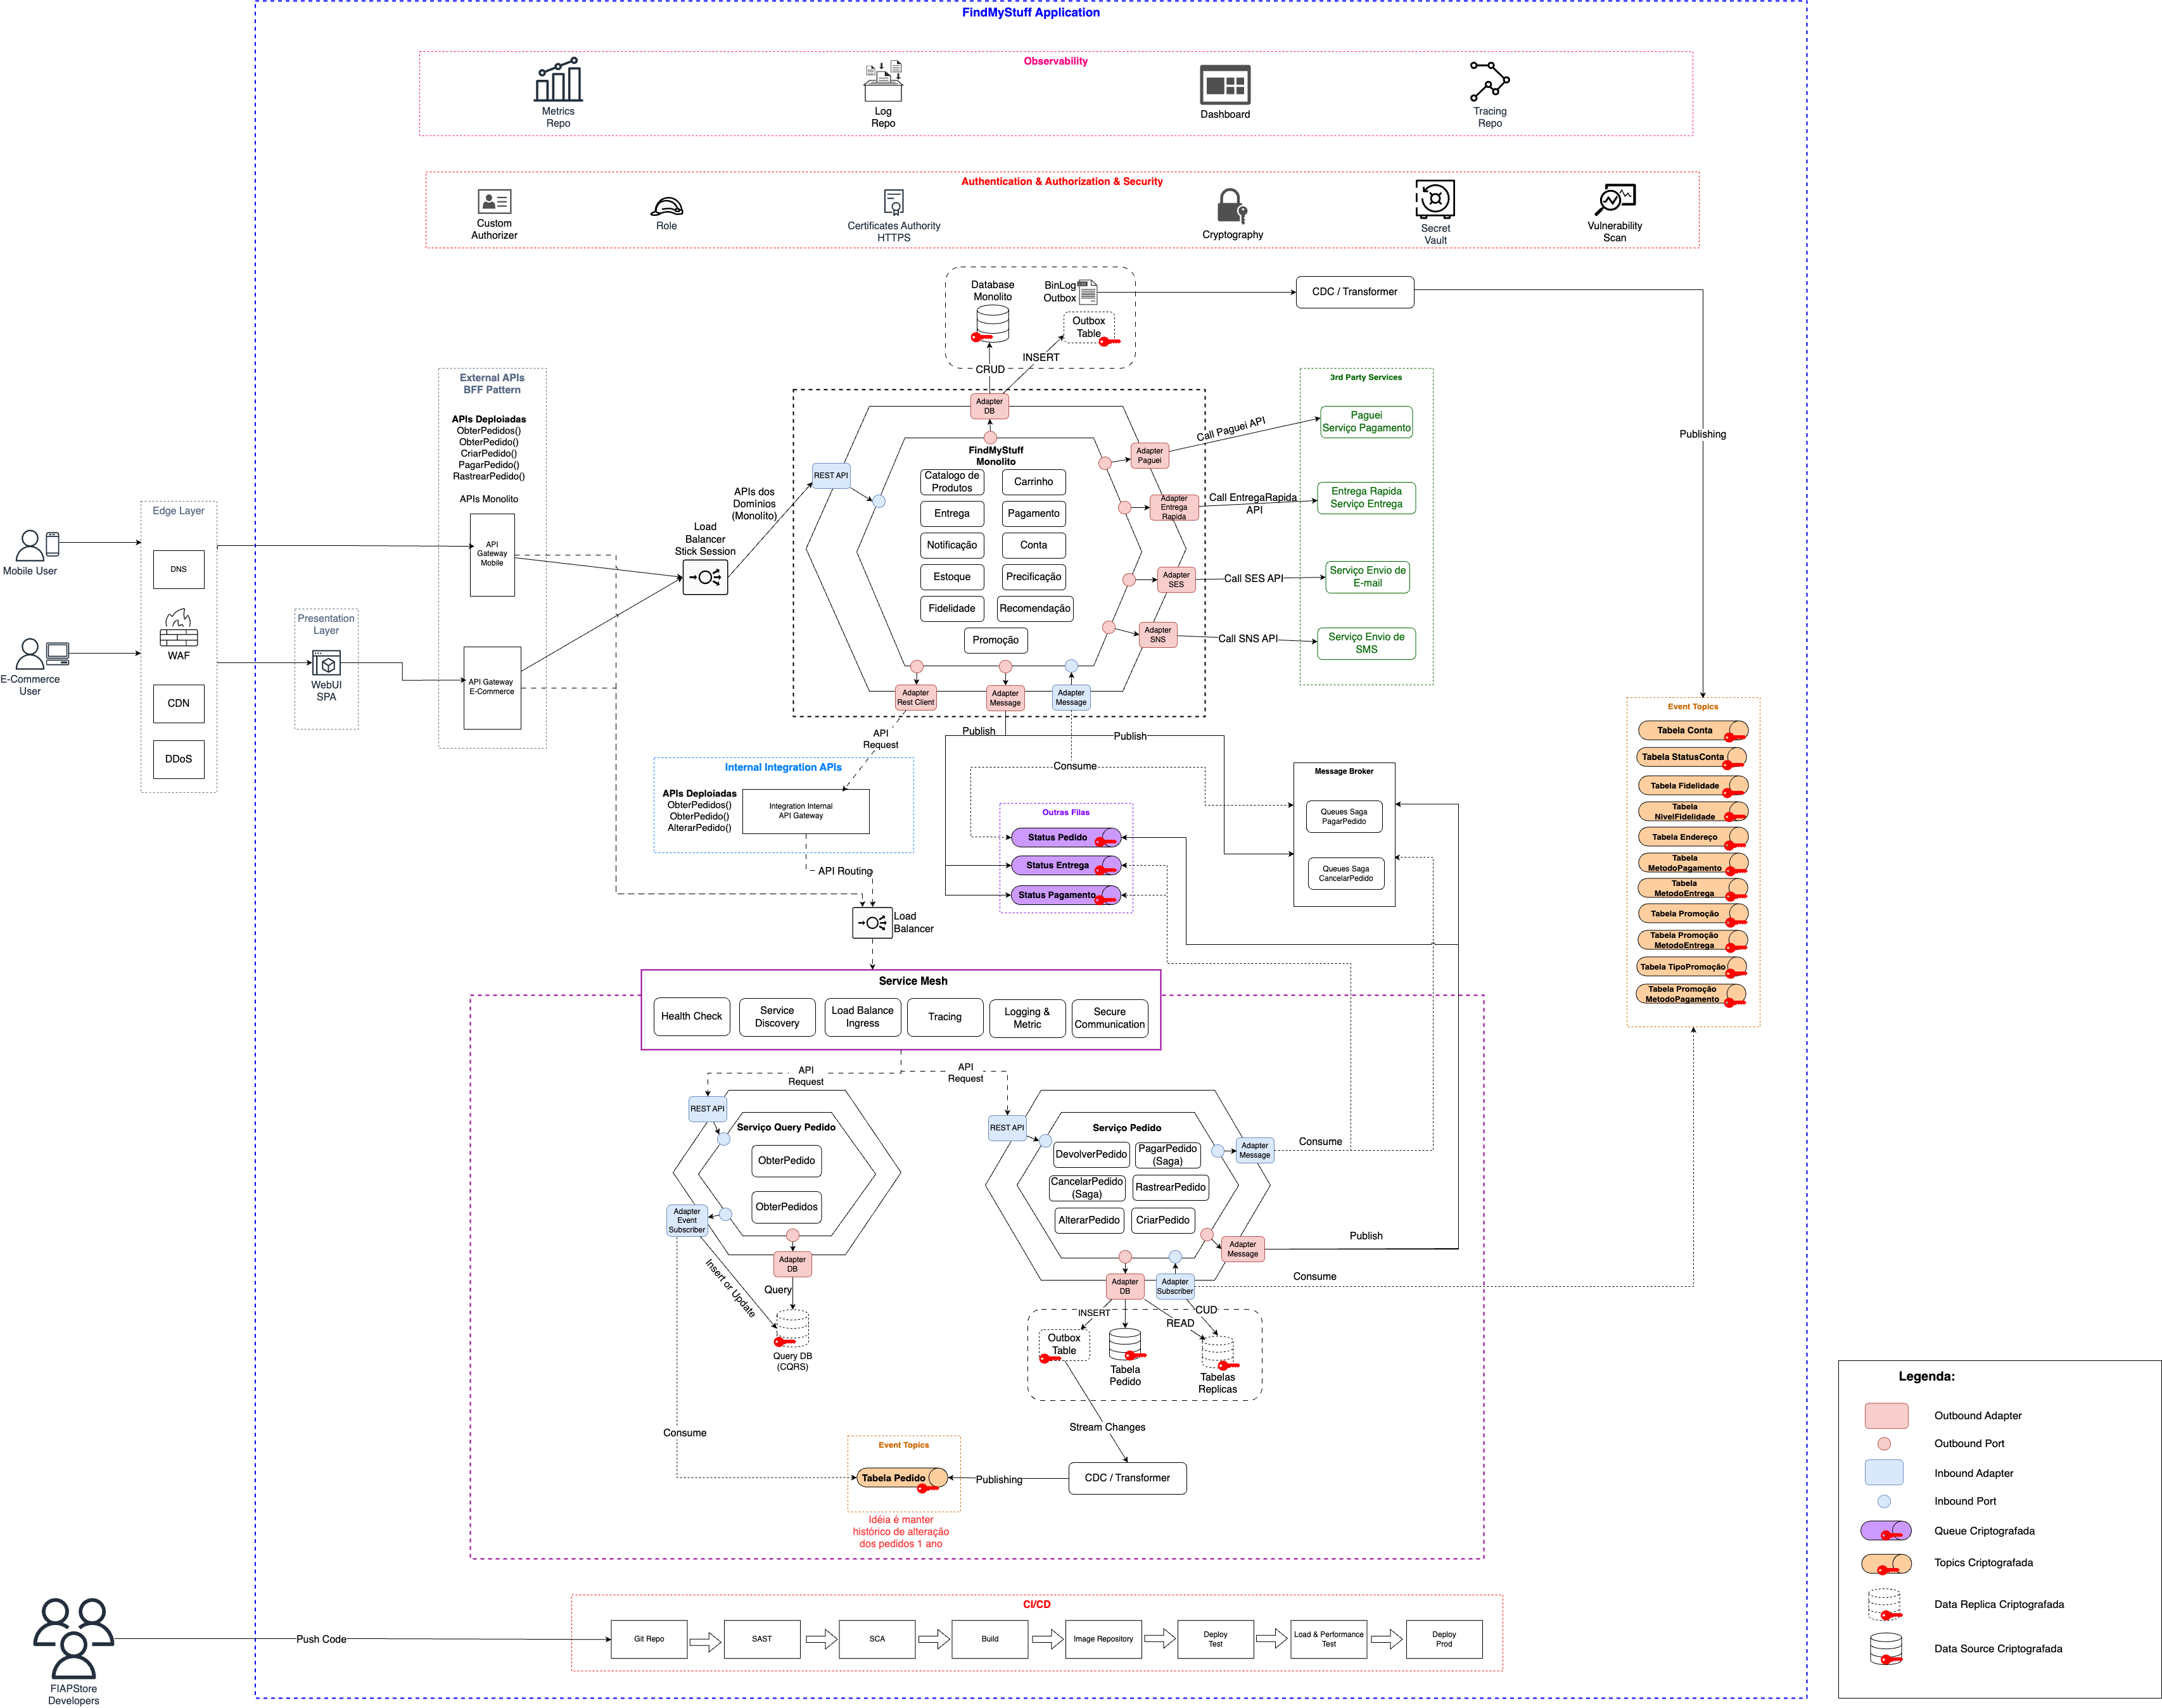 FindMyStuff Application
Observability
Metrics
Repo
Log
Repo
Dashboard
Tracing
Repo
Authentication & Authorization & Security
Custom
Authorizer
Role
Certificates Authority
HTTPS
Cryptography
Secret
Vault
Vulnerability
Scan
Database
Monolito
BinLog
Outbox
Outbox
Table
CDC / Transformer
INSERT
CRUD
Publishing
Mobile User
E-Commerce
User
Edge Layer
DNS
WAF
CDN
DDoS
Presentation
Layer
WebUI
SPA
External APIs
BFF Pattern
APIs Deploiadas
ObterPedidos()
ObterPedido()
CriarPedido()
PagarPedido()
RastrearPedido()
APIs Monolito
API
Gateway
Mobile
API Gateway
E-Commerce
Load
Balancer
Stick Session
APIs dos
Domínios
(Monolíto)
REST API
Adapter
DB
FindMyStuff
Monolito
Catalogo de
Produtos
Carrinho
Entrega
Pagamento
Notificação
Conta
Estoque
Precificação
Fidelidade
Recomendação
Promoção
Adapter
Paguei
Adapter
Entrega
Rapida
Adapter
SES
Adapter
SNS
Adapter
Rest Client
Adapter
Message
Adapter
Message
Call Paguei API
Call EntregaRapida
API
Call SES API
Call SNS API
3rd Party Services
Paguei
Serviço Pagamento
Entrega Rapida
Serviço Entrega
Serviço Envio de
E-mail
Serviço Envio de
SMS
API
Request
Publish
Publish
Consume
Internal Integration APIs
APIs Deploiadas
ObterPedidos()
ObterPedido()
AlterarPedido()
Integration Internal
API Gateway
API Routing
Load
Balancer
Outras Filas
Status Pedido
Status Entrega
Status Pagamento
Message Broker
Queues Saga
PagarPedido
Queues Saga
CancelarPedido
Event Topics
Tabela Conta
Tabela StatusConta
Tabela Fidelidade
Tabela
NivelFidelidade
Tabela Endereço
Tabela
MetodoPagamento
Tabela
MetodoEntrega
Tabela Promoção
Tabela Promoção
MetodoEntrega
Tabela TipoPromoção
Tabela Promoção
MetodoPagamento
Service Mesh
Health Check
Service
Discovery
Load Balance
Ingress
Tracing
Logging &
Metric
Secure
Communication
API
Request
API
Request
REST API
Serviço Query Pedido
ObterPedido
ObterPedidos
Adapter
Event
Subscriber
Adapter
DB
Insert or Update
Query
Query DB
(CQRS)
REST API
Serviço Pedido
DevolverPedido
PagarPedido
(Saga)
CancelarPedido
(Saga)
RastrearPedido
AlterarPedido
CriarPedido
Adapter
Message
Consume
Adapter
Message
Publish
Adapter
DB
Adapter
Subscriber
Consume
INSERT
CUD
READ
Outbox
Table
Tabela
Pedido
Tabelas
Replicas
Stream Changes
Consume
Event Topics
Tabela Pedido
Publishing
CDC / Transformer
Idéia é manter
histórico de alteração
dos pedidos 1 ano
CI/CD
Push Code
Git Repo
SAST
SCA
Build
Image Repository
Deploy
Test
Load & Performance
Test
Deploy
Prod
FIAPStore
Developers
Legenda:
Outbound Adapter
Outbound Port
Inbound Adapter
Inbound Port
Queue Criptografada
Topics Criptografada
Data Replica Criptografada
Data Source Criptografada